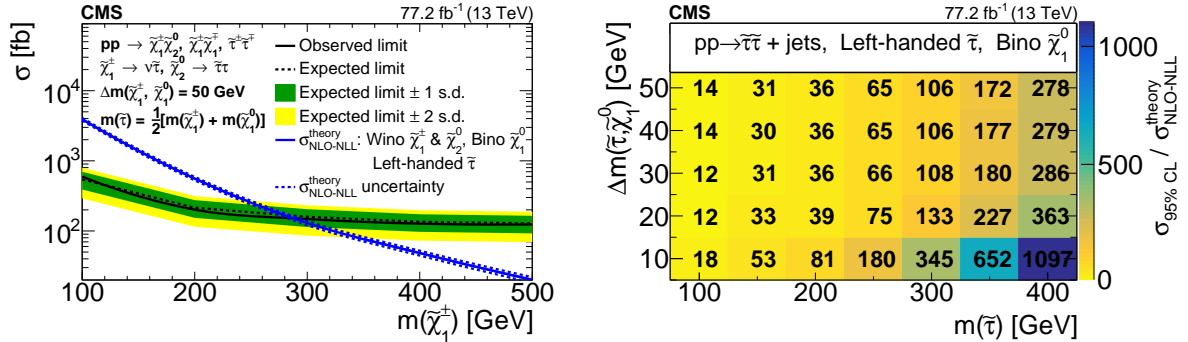 CMS 77.2 fb⁻¹ (13 TeV)
σ [fb]
pp → χ̃₁^± χ̃₂⁰, χ̃₁^± χ̃₁^∓, τ̃^± τ̃^∓
χ̃₁^± → ντ̃, χ̃₂⁰ → τ̃τ
Δm(χ̃₁^±, χ̃₁⁰) = 50 GeV
m(τ̃) = ½[m(χ̃₁^±) + m(χ̃₁⁰)]
Observed limit
Expected limit
Expected limit ± 1 s.d.
Expected limit ± 2 s.d.
σ^theory_NLO-NLL: Wino χ̃₁^± & χ̃₂⁰, Bino χ̃₁⁰
Left-handed τ̃
σ^theory_NLO-NLL uncertainty
10⁴
10³
10²
100 200 300 400 500
m(χ̃₁^±) [GeV]
CMS 77.2 fb⁻¹ (13 TeV)
pp→τ̃τ̃ + jets, Left-handed τ̃, Bino χ̃₁⁰
Δm(τ̃,χ̃₁⁰) [GeV]
50 14 31 36 65 106 172 278
40 14 30 36 65 106 177 279
30 12 31 36 66 108 180 286
20 12 33 39 75 133 227 363
10 18 53 81 180 345 652 1097
100 200 300 400
m(τ̃) [GeV]
1000
500
0
σ_95% CL / σ^theory_NLO-NLL